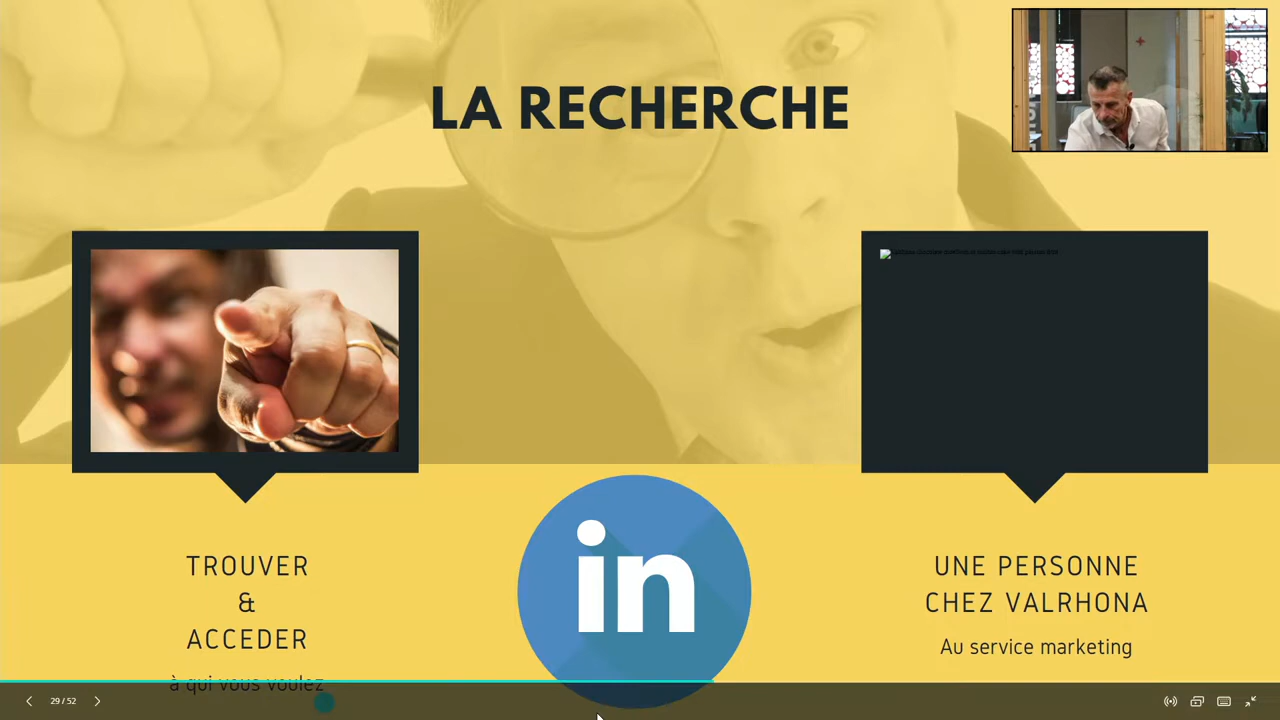 LA RECHERCHE
TROUVER
&
ACCEDER
à qui vous voulez
in
UNE PERSONNE
CHEZ VALRHONA
Au service marketing
29 / 52